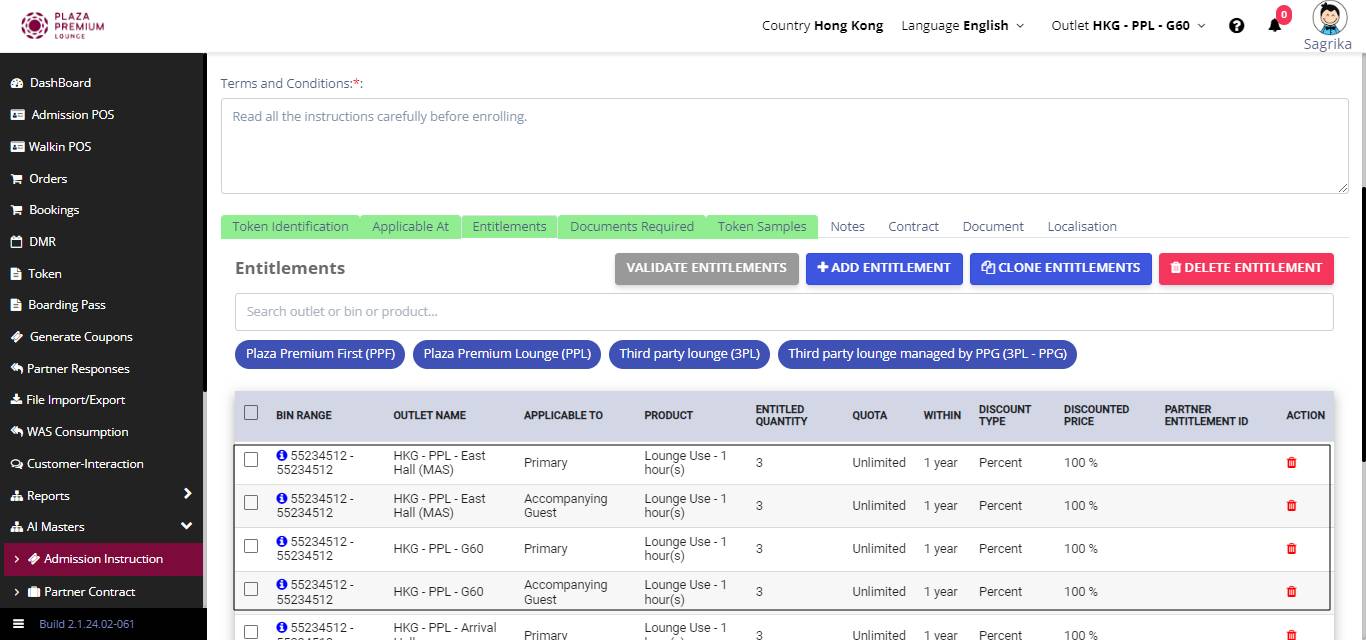 PLAZA
PREMIUM
LOUNGE
Country Hong Kong
Language English
Outlet HKG - PPL - G60
0
Sagrika
DashBoard
Admission POS
Walkin POS
Orders
Bookings
DMR
Token
Boarding Pass
Generate Coupons
Partner Responses
File Import/Export
WAS Consumption
Customer-Interaction
Reports
AI Masters
Admission Instruction
Partner Contract
Build 2.1.24.02-061
Terms and Conditions:*:
Read all the instructions carefully before enrolling.
Token Identification Applicable At Entitlements Documents Required Token Samples Notes Contract Document Localisation
Entitlements
VALIDATE ENTITLEMENTS
ADD ENTITLEMENT
CLONE ENTITLEMENTS
DELETE ENTITLEMENT
Search outlet or bin or product...
Plaza Premium First (PPF)
Plaza Premium Lounge (PPL)
Third party lounge (3PL)
Third party lounge managed by PPG (3PL - PPG)
BIN RANGE
OUTLET NAME
APPLICABLE TO
PRODUCT
ENTITLED
QUANTITY
QUOTA
WITHIN
DISCOUNT
TYPE
DISCOUNTED
PRICE
PARTNER
ENTITLEMENT ID
ACTION
55234512 -
55234512
HKG - PPL - East
Hall (MAS)
Primary
Lounge Use - 1
hour(s)
3
Unlimited
1 year
Percent
100 %
55234512 -
55234512
HKG - PPL - East
Hall (MAS)
Accompanying
Guest
Lounge Use - 1
hour(s)
3
Unlimited
1 year
Percent
100 %
55234512 -
55234512
HKG - PPL - G60
Primary
Lounge Use - 1
hour(s)
3
Unlimited
1 year
Percent
100 %
55234512 -
55234512
HKG - PPL - G60
Accompanying
Guest
Lounge Use - 1
hour(s)
3
Unlimited
1 year
Percent
100 %
55234512 -
HKG - PPL - Arrival
Primary
Lounge Use - 1
3
Unlimited
1 year
Percent
100 %